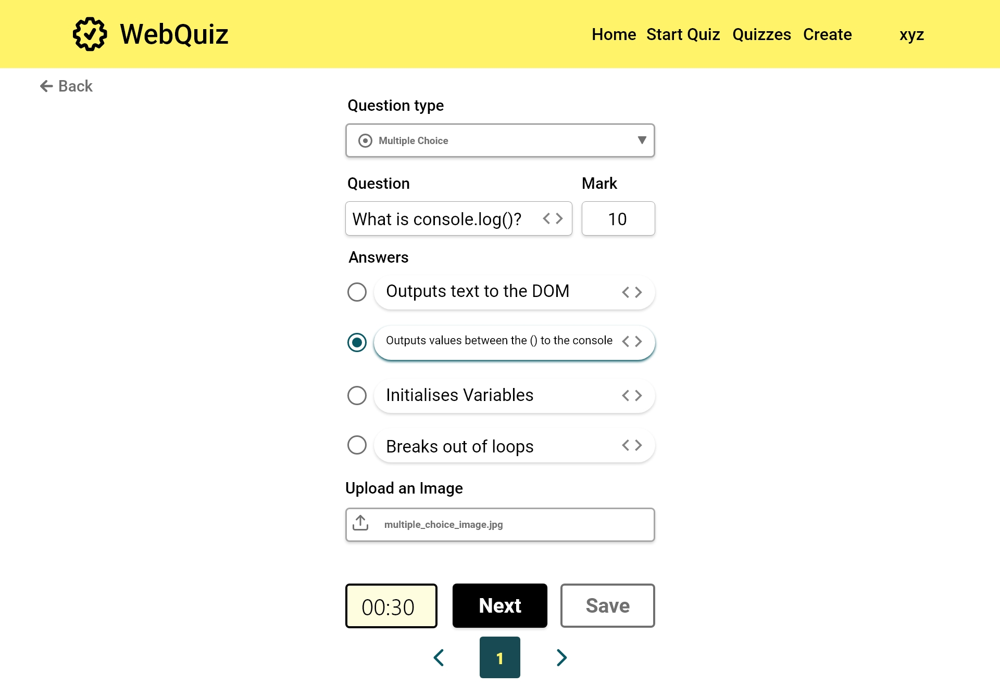 WebQuiz
Home Start Quiz Quizzes Create xyz
Back
Question type
Multiple Choice
Question Mark
What is console.log()? < > 10
Answers
Outputs text to the DOM < >
Outputs values between the () to the console < >
Initialises Variables < >
Breaks out of loops < >
Upload an Image
multiple_choice_image.jpg
00:30 Next Save
1